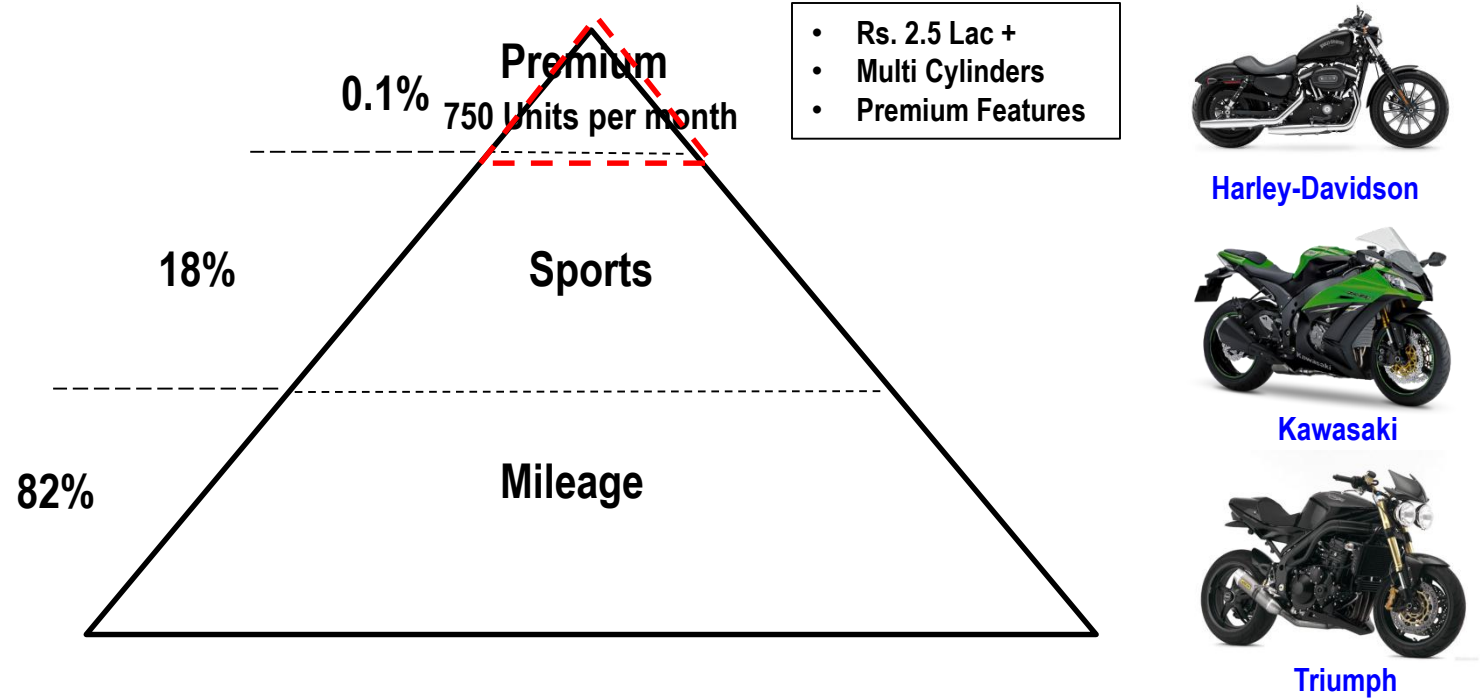 Premium
0.1%
750 Units per month
• Rs. 2.5 Lac +
• Multi Cylinders
• Premium Features
Harley-Davidson
18%
Sports
Kawasaki
82%
Mileage
Triumph